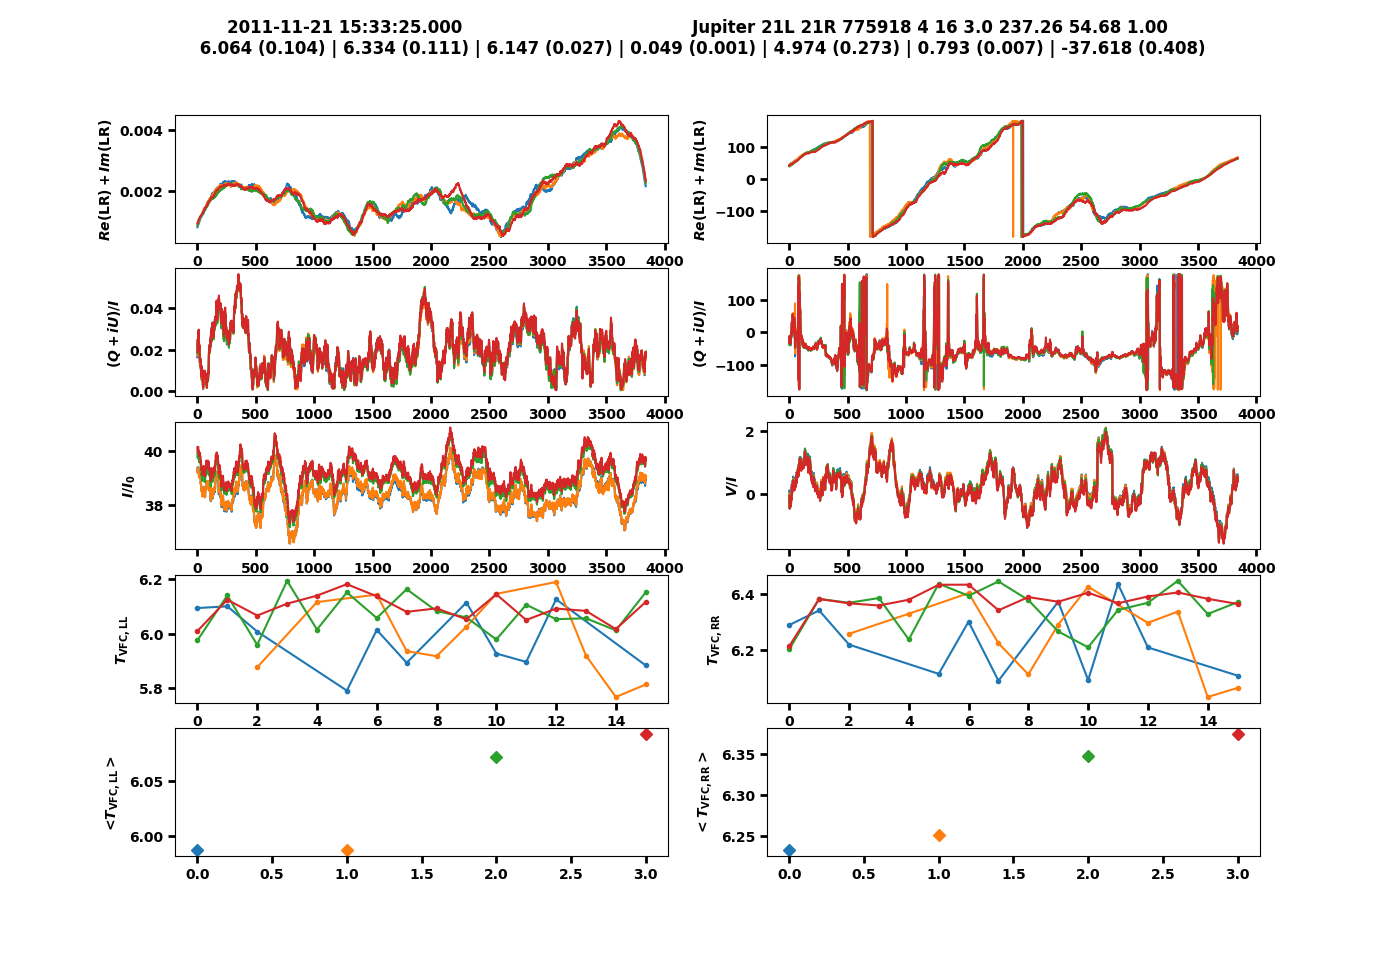 2011-11-21 15:33:25.000 Jupiter 21L 21R 775918 4 16 3.0 237.26 54.68 1.00
6.064 (0.104) | 6.334 (0.111) | 6.147 (0.027) | 0.049 (0.001) | 4.974 (0.273) | 0.793 (0.007) | -37.618 (0.408)
Re(LR) + Im(LR)
0.004
0.002
0 500 1000 1500 2000 2500 3000 3500 4000
Re(LR) + Im(LR)
100
0
−100
0 500 1000 1500 2000 2500 3000 3500 4000
(Q + iU)/I
0.04
0.02
0.00
0 500 1000 1500 2000 2500 3000 3500 4000
(Q + iU)/I
100
0
−100
0 500 1000 1500 2000 2500 3000 3500 4000
I/I0
40
38
0 500 1000 1500 2000 2500 3000 3500 4000
V/I
2
0
0 500 1000 1500 2000 2500 3000 3500 4000
TVFC, LL
6.2
6.0
5.8
0 2 4 6 8 10 12 14
TVFC, RR
6.4
6.2
0 2 4 6 8 10 12 14
<TVFC, LL >
6.05
6.00
0.0 0.5 1.0 1.5 2.0 2.5 3.0
< TVFC, RR >
6.35
6.30
6.25
0.0 0.5 1.0 1.5 2.0 2.5 3.0